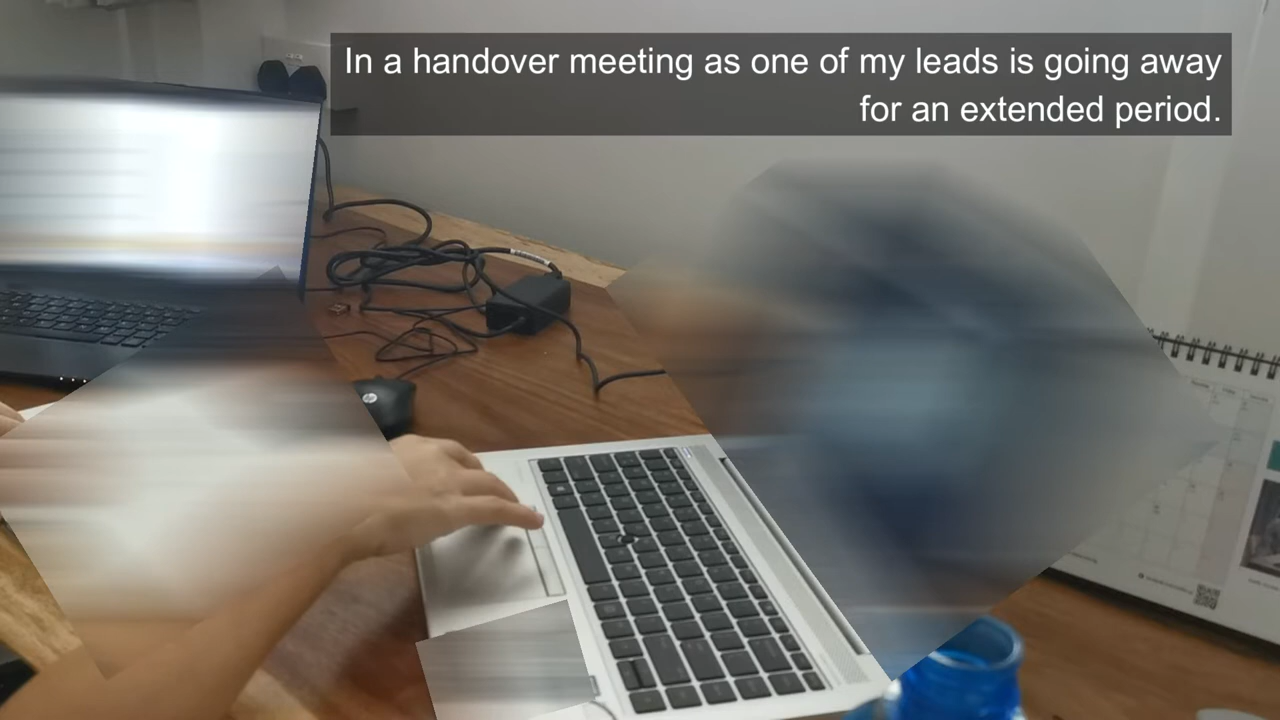 In a handover meeting as one of my leads is going away
for an extended period.